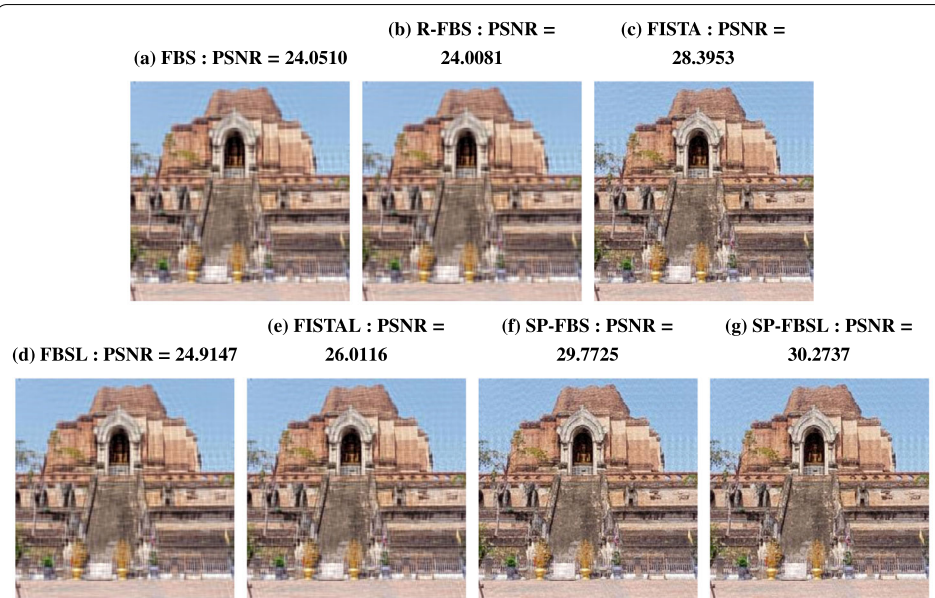 (b) R-FBS : PSNR =
(c) FISTA : PSNR =
(a) FBS : PSNR = 24.0510
24.0081
28.3953
(e) FISTAL : PSNR =
(f) SP-FBS : PSNR =
(g) SP-FBSL : PSNR =
(d) FBSL : PSNR = 24.9147
26.0116
29.7725
30.2737